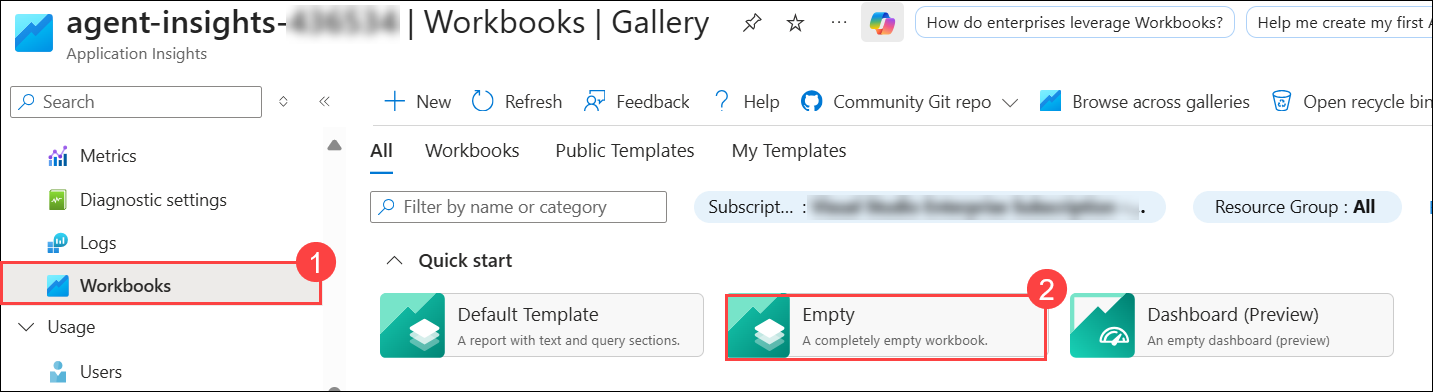 agent-insights- | Workbooks | Gallery
Application Insights
How do enterprises leverage Workbooks?
Help me create my first
Search
New
Refresh
Feedback
Help
Community Git repo
Browse across galleries
Open recycle bin
Metrics
Diagnostic settings
Logs
Workbooks
1
Usage
Users
All
Workbooks
Public Templates
My Templates
Filter by name or category
Subscript... :
Resource Group : All
Quick start
Default Template
A report with text and query sections.
Empty
A completely empty workbook.
2
Dashboard (Preview)
An empty dashboard (preview)